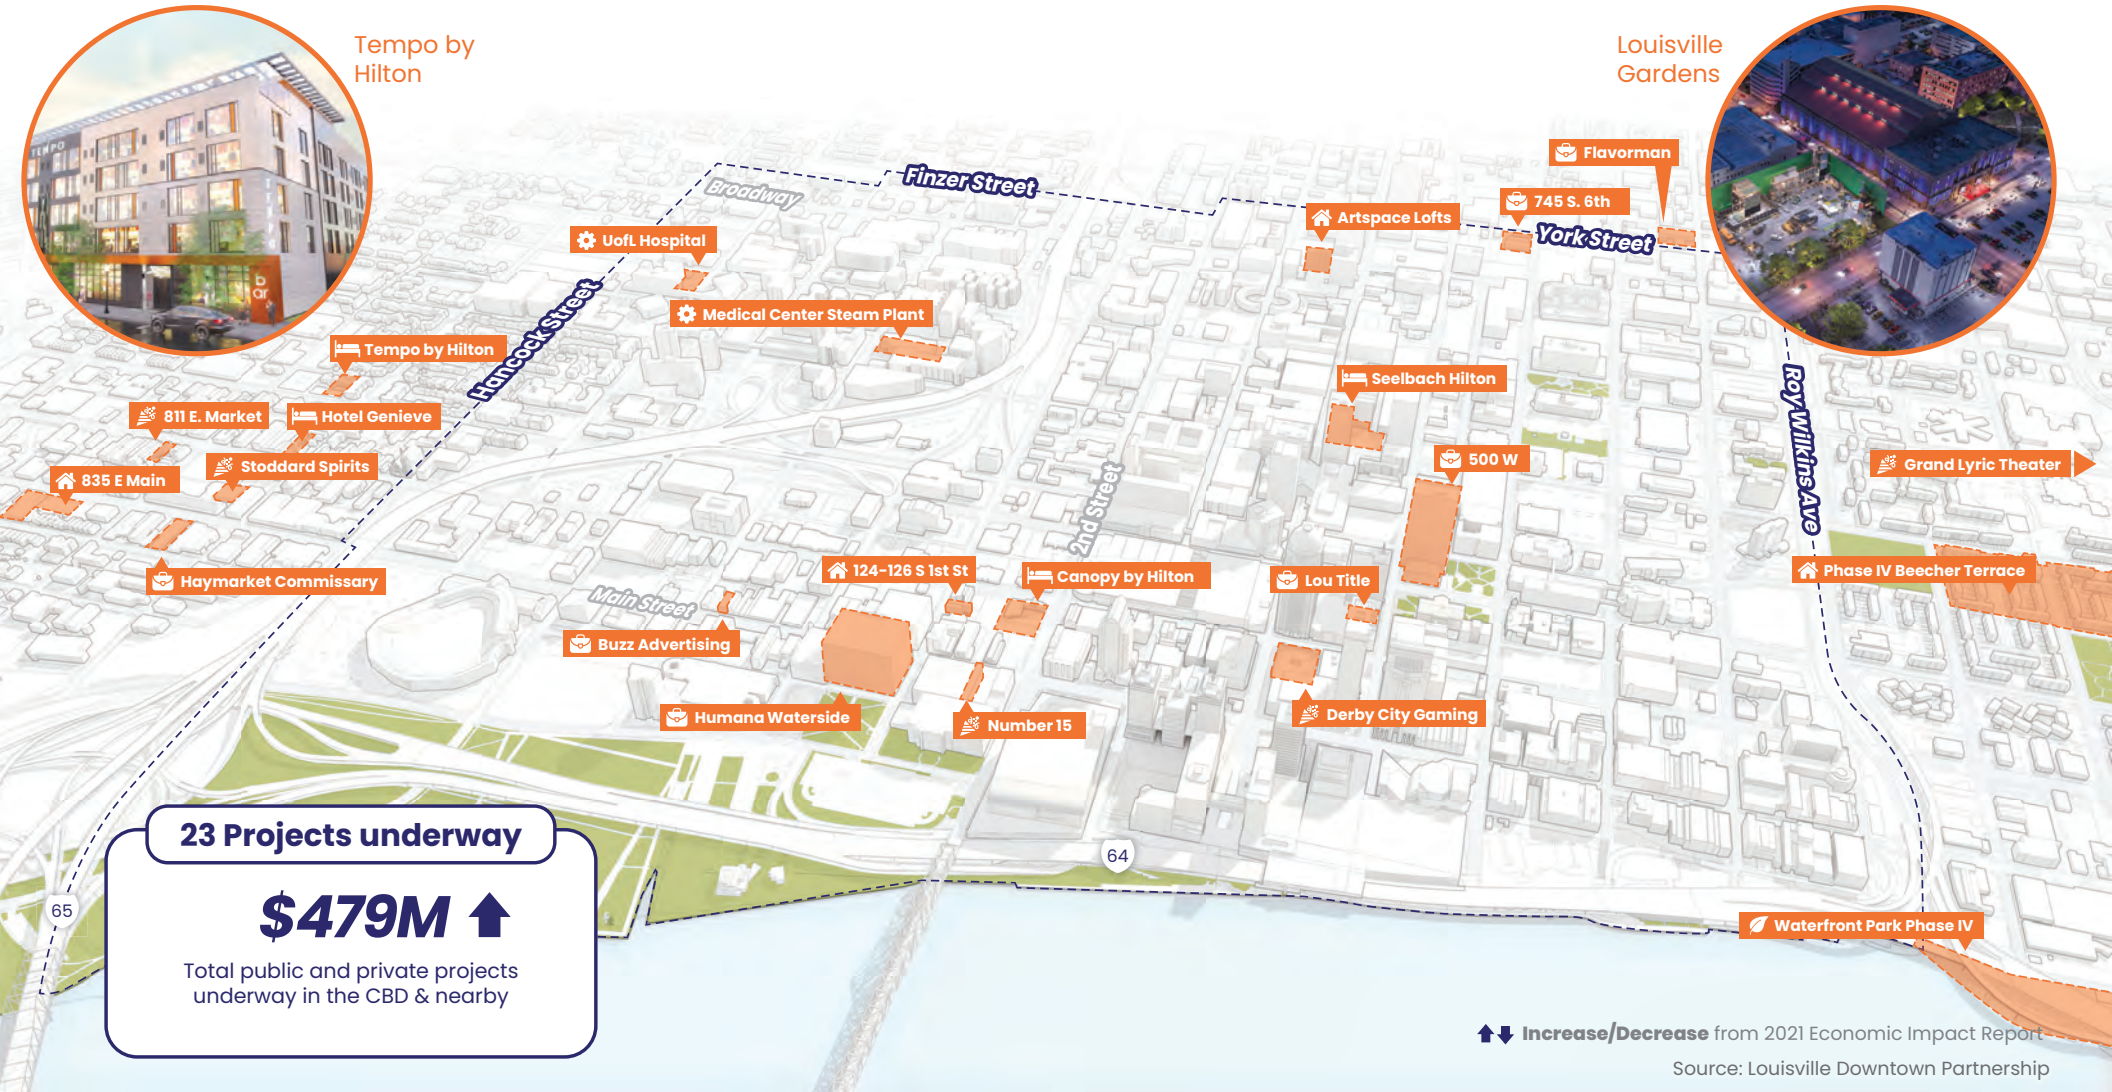 Tempo by
Hilton
Louisville
Gardens
TEMPO
TEMPO
b
ar
Flavorman
745 S. 6th
Artspace Lofts
Broadway
Finzer Street
York Street
UofL Hospital
Medical Center Steam Plant
Hancock Street
Tempo by Hilton
Seelbach Hilton
Roy Wilkins Ave
811 E. Market
Hotel Genieve
500 W
Grand Lyric Theater
Stoddard Spirits
835 E Main
2nd Street
Haymarket Commissary
124-126 S 1st St
Canopy by Hilton
Lou Title
Phase IV Beecher Terrace
Main Street
Buzz Advertising
Humana Waterside
Number 15
Derby City Gaming
23 Projects underway
$479M
Total public and private projects
underway in the CBD & nearby
64
65
Waterfront Park Phase IV
Increase/Decrease from 2021 Economic Impact Report
Source: Louisville Downtown Partnership